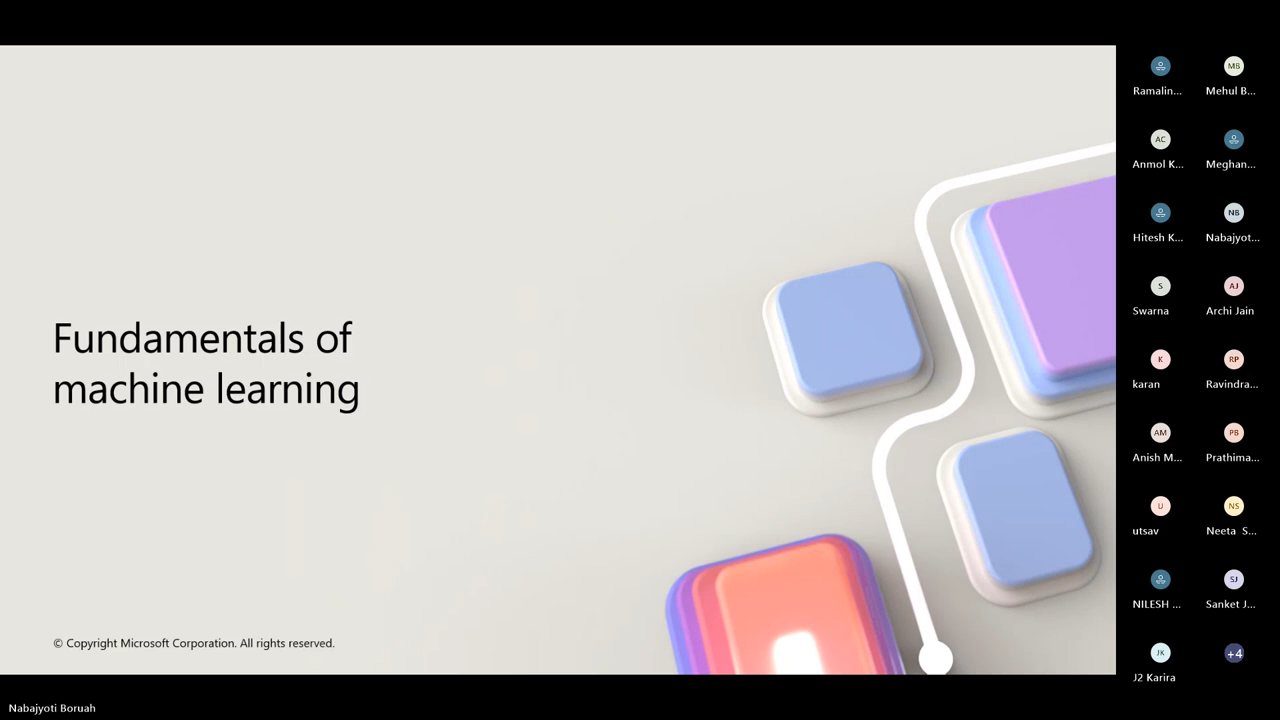 Fundamentals of
machine learning
© Copyright Microsoft Corporation. All rights reserved.
Ramalin...
MB
Mehul B...
AC
Anmol K...
Meghan...
Hitesh K...
NB
Nabajyot...
S
Swarna
AJ
Archi Jain
K
karan
RP
Ravindra...
AM
Anish M...
PB
Prathima...
U
utsav
NS
Neeta S...
NILESH ...
SJ
Sanket J...
JK
J2 Karira
+4
Nabajyoti Boruah